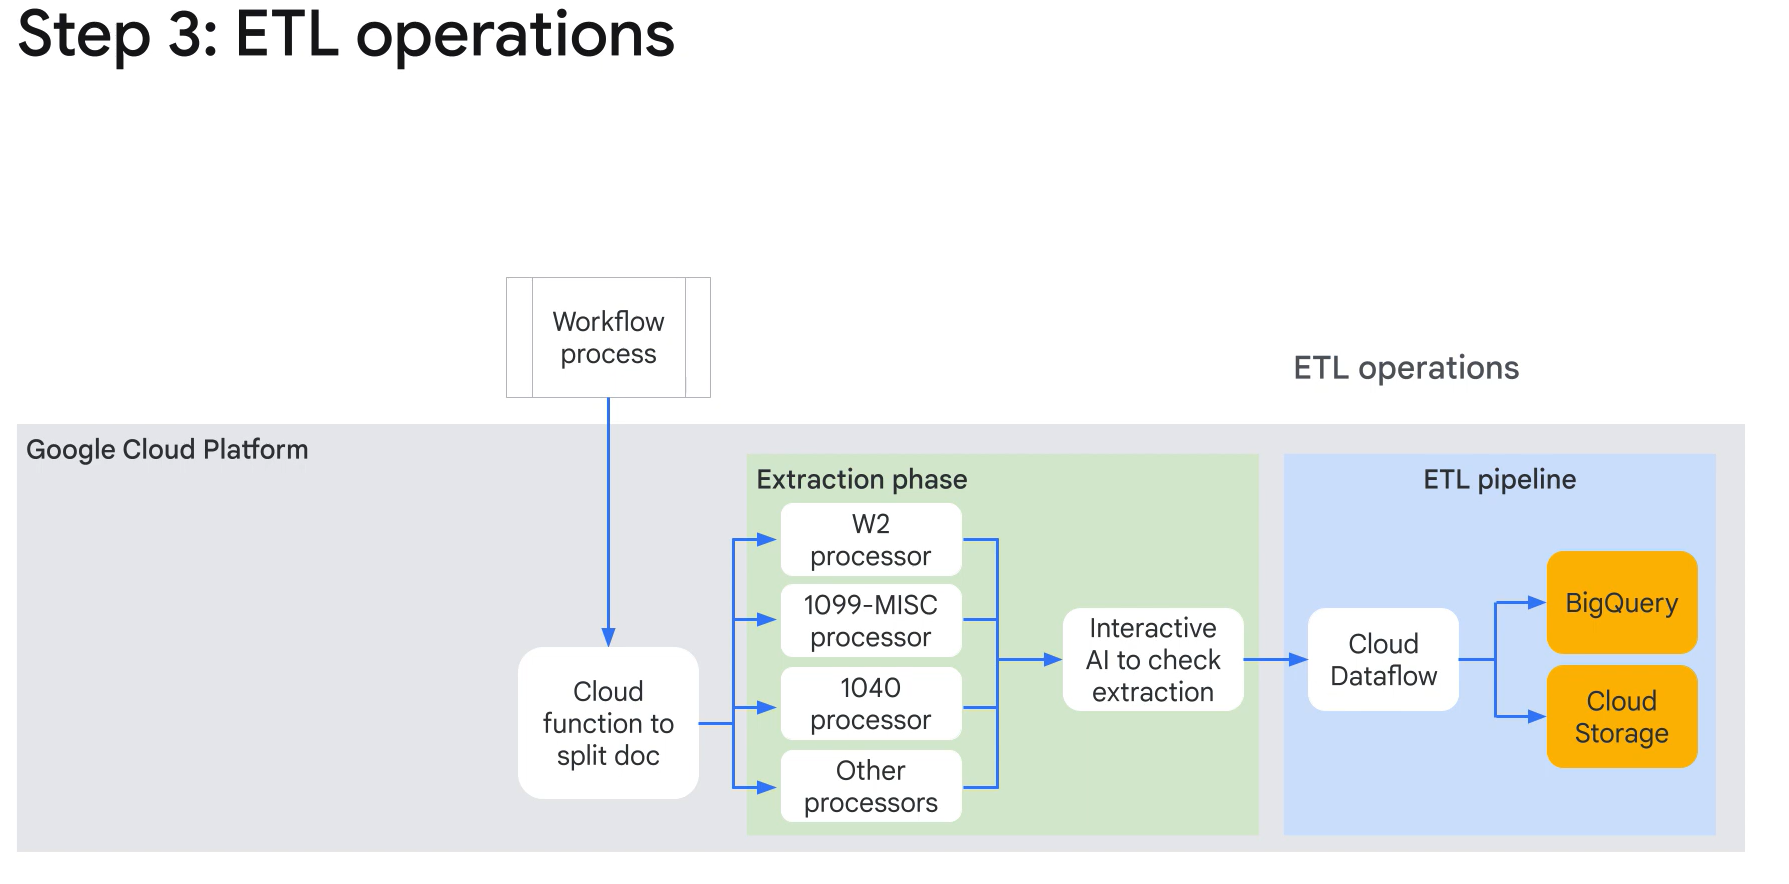 Step 3: ETL operations
Workflow
process
ETL operations
Google Cloud Platform
Extraction phase
ETL pipeline
W2
processor
1099-MISC
processor
1040
processor
Other
processors
Cloud
function to
split doc
Interactive
AI to check
extraction
Cloud
Dataflow
BigQuery
Cloud
Storage